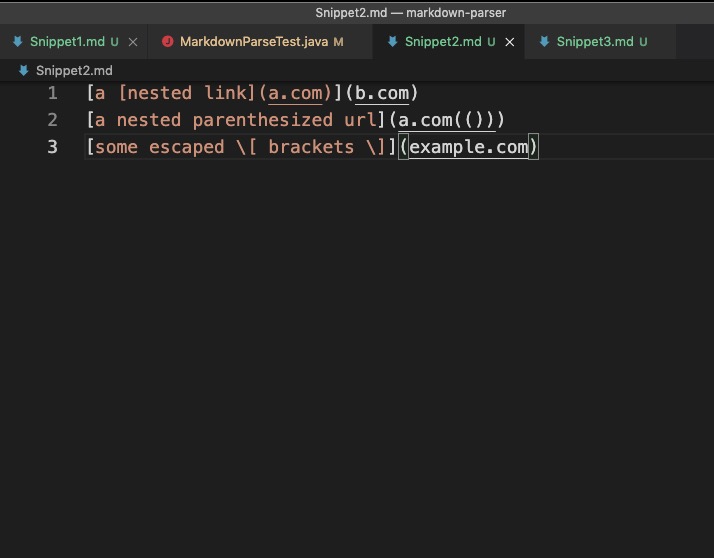 Snippet2.md — markdown-parser
Snippet1.md U MarkdownParseTest.java M Snippet2.md U Snippet3.md U
Snippet2.md
1 [a [nested link](a.com)](b.com)
2 [a nested parenthesized url](a.com(()))
3 [some escaped \[ brackets \]](example.com)